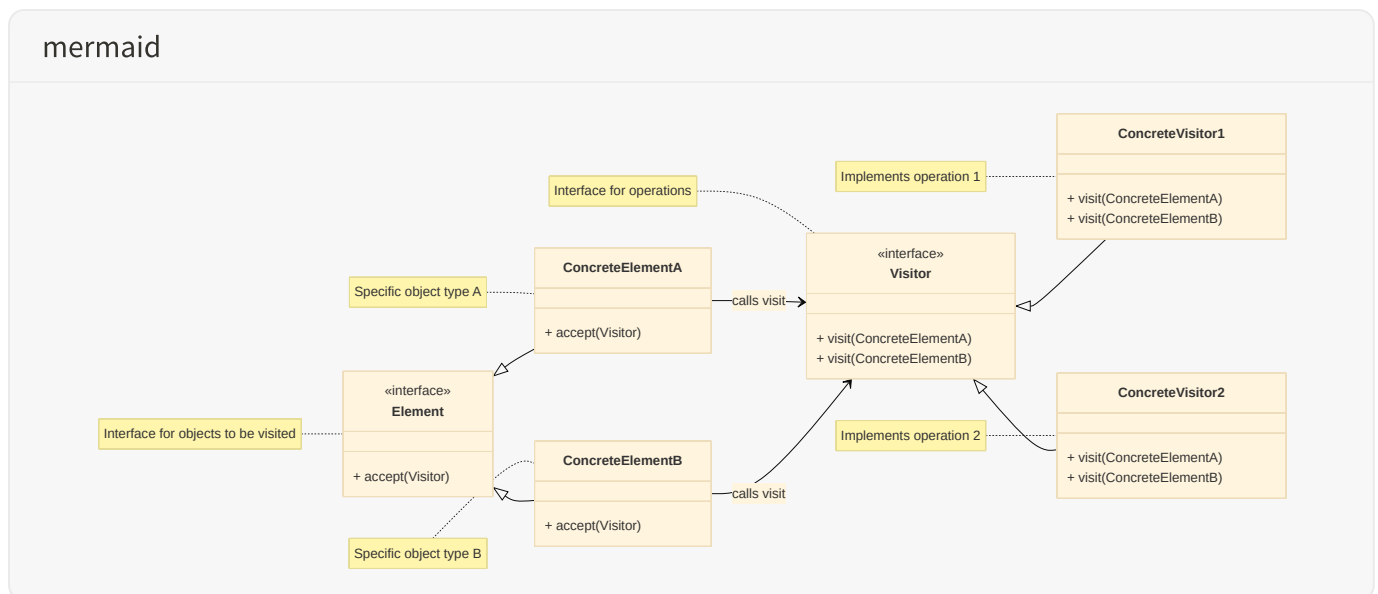 mermaid
ConcreteVisitor1
+ visit(ConcreteElementA)
+ visit(ConcreteElementB)
Implements operation 1
Interface for operations
«interface»
Visitor
+ visit(ConcreteElementA)
+ visit(ConcreteElementB)
ConcreteElementA
+ accept(Visitor)
Specific object type A
calls visit
«interface»
Element
+ accept(Visitor)
Interface for objects to be visited
ConcreteVisitor2
+ visit(ConcreteElementA)
+ visit(ConcreteElementB)
Implements operation 2
ConcreteElementB
+ accept(Visitor)
calls visit
Specific object type B